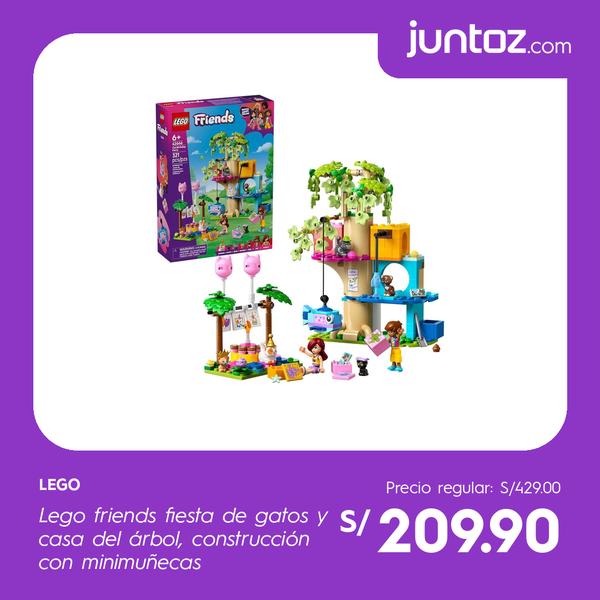 juntoz.com
LEGO Friends
6+
321
LEGO
Precio regular: S/429.00
Lego friends fiesta de gatos y
casa del árbol, construcción
con minimuñecas
S/ 209.90